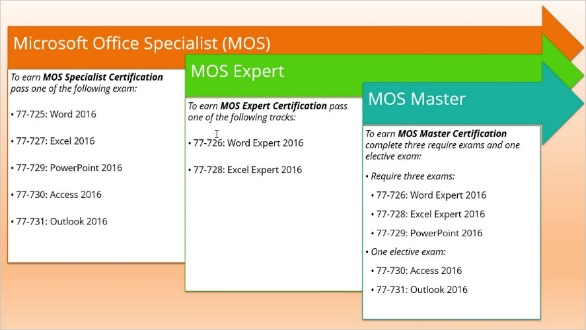 Microsoft Office Specialist (MOS)
To earn MOS Specialist Certification
pass one of the following exam:
• 77-725: Word 2016
• 77-727: Excel 2016
• 77-729: PowerPoint 2016
• 77-730: Access 2016
• 77-731: Outlook 2016
MOS Expert
To earn MOS Expert Certification pass
one of the following tracks:
• 77-726: Word Expert 2016
• 77-728: Excel Expert 2016
MOS Master
To earn MOS Master Certification
complete three require exams and one
elective exam:
• Require three exams:
• 77-726: Word Expert 2016
• 77-728: Excel Expert 2016
• 77-729: PowerPoint 2016
• One elective exam:
• 77-730: Access 2016
• 77-731: Outlook 2016